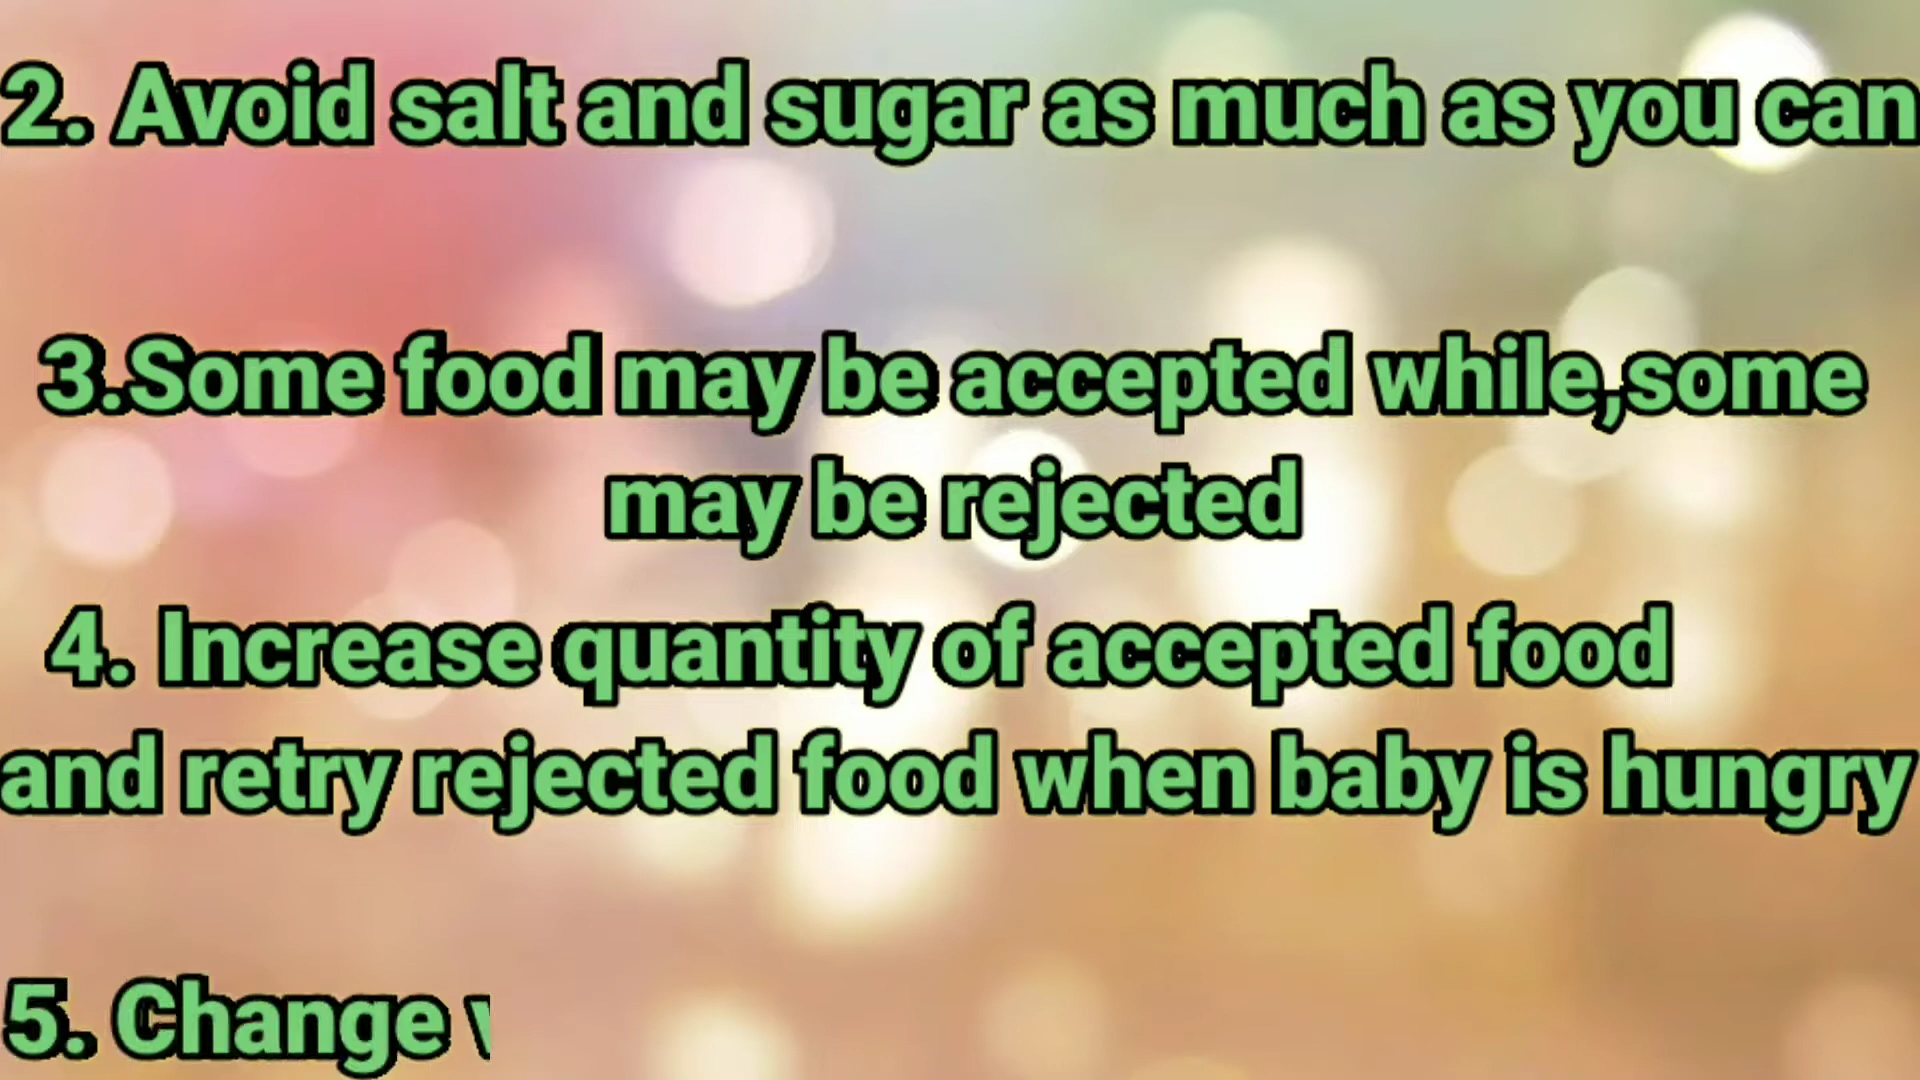 2. Avoid salt and sugar as much as you can
3.Some food may be accepted while,some
may be rejected
4. Increase quantity of accepted food
and retry rejected food when baby is hungry
5. Change